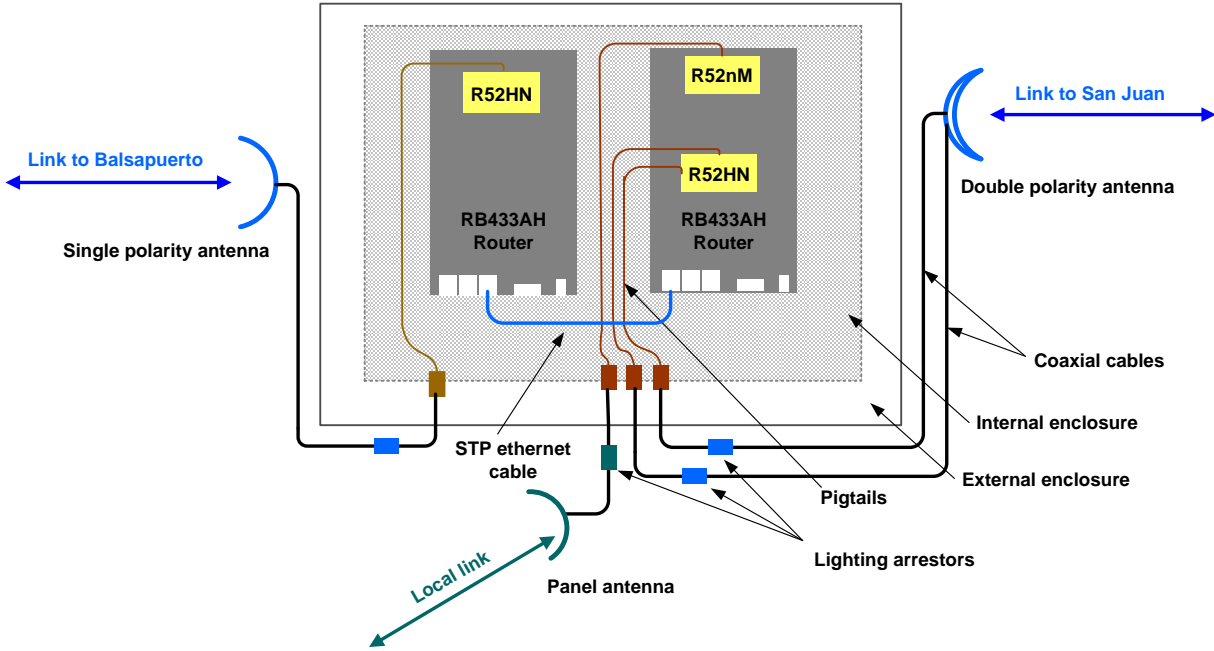 R52HN
R52nM
Link to San Juan
Link to Balsapuerto
R52HN
Double polarity antenna
RB433AH
Router
RB433AH
Router
Single polarity antenna
Coaxial cables
Internal enclosure
STP ethernet
cable
External enclosure
Pigtails
Lighting arrestors
Local link
Panel antenna